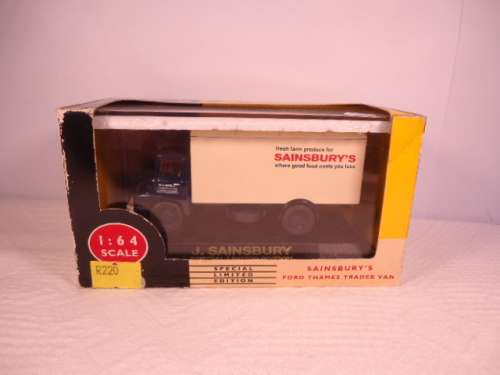 fresh farm produce for
SAINSBURY'S
where good food costs you less
1:64
SCALE
R220
J. SAINSBURY
SPECIAL
LIMITED
EDITION
SAINSBURY'S
FORD THAMES TRADER VAN